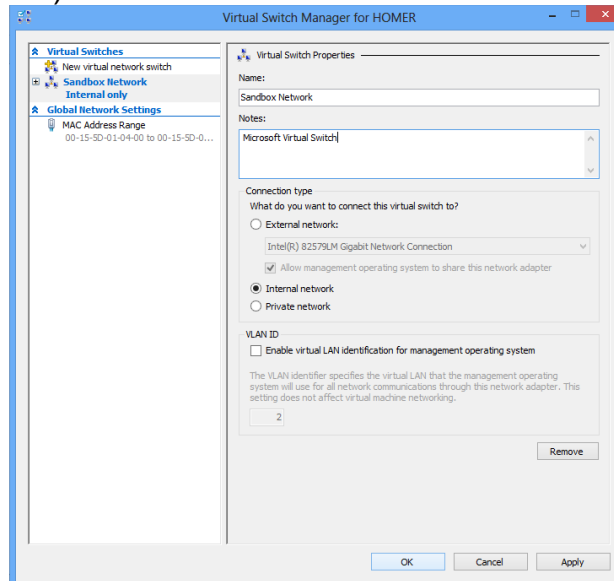 Virtual Switch Manager for HOMER
Virtual Switches
New virtual network switch
Sandbox Network
Internal only
Global Network Settings
MAC Address Range
00-15-5D-01-04-00 to 00-15-5D-0...
Virtual Switch Properties
Name:
Sandbox Network
Notes:
Microsoft Virtual Switch
Connection type
What do you want to connect this virtual switch to?
External network:
Intel(R) 82579LM Gigabit Network Connection
Allow management operating system to share this network adapter
Internal network
Private network
VLAN ID
Enable virtual LAN identification for management operating system
The VLAN identifier specifies the virtual LAN that the management operating
system will use for all network communications through this network adapter. This
setting does not affect virtual machine networking.
2
Remove
OK Cancel Apply